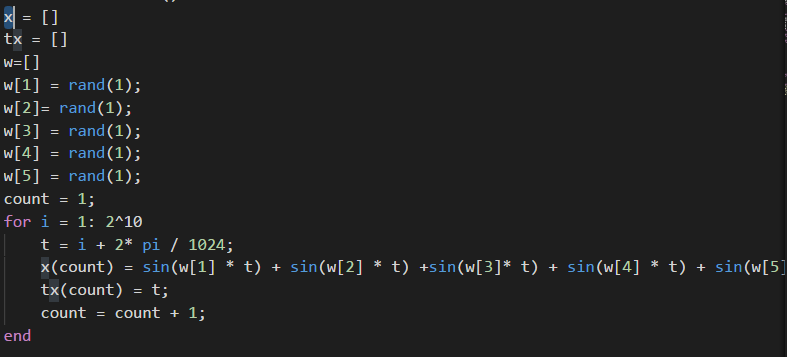 x = []
tx = []
w=[]
w[1] = rand(1);
w[2]= rand(1);
w[3] = rand(1);
w[4] = rand(1);
w[5] = rand(1);
count = 1;
for i = 1: 2^10
    t = i + 2* pi / 1024;
    x(count) = sin(w[1] * t) + sin(w[2] * t) +sin(w[3]* t) + sin(w[4] * t) + sin(w[5]
    tx(count) = t;
    count = count + 1;
end